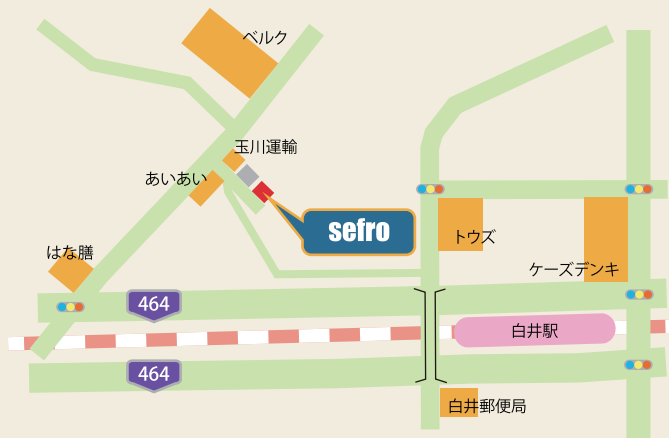 ベルク
玉川運輸
あいあい
sefro
トウズ
はな膳
ケーズデンキ
464
白井駅
464
白井郵便局